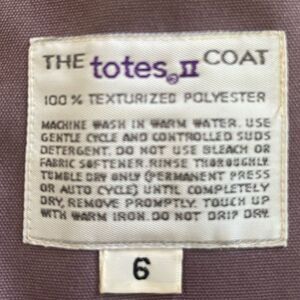 THE totes® II COAT
100% TEXTURIZED POLYESTER
MACHINE WASH IN WARM WATER. USE
GENTLE CYCLE AND CONTROLLED SUDS
DETERGENT. DO NOT USE BLEACH OR
FABRIC SOFTENER. RINSE THOROUGHLY.
TUMBLE DRY ONLY (PERMANENT PRESS
OR AUTO CYCLE) UNTIL COMPLETELY
DRY, REMOVE PROMPTLY. TOUCH UP
WITH WARM IRON. DO NOT DRIP DRY.
6